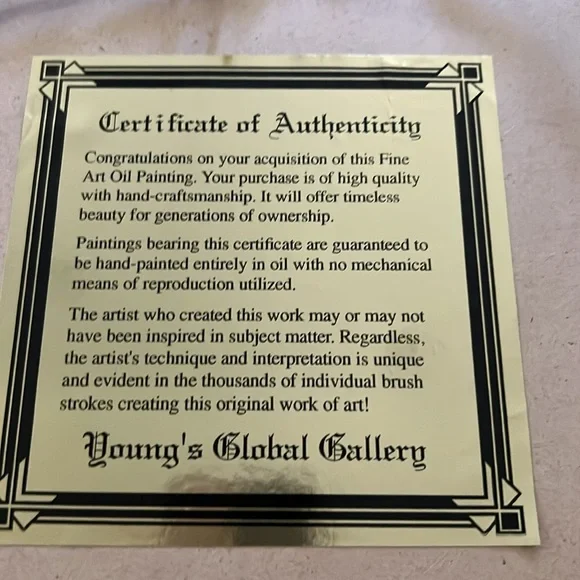 Certificate of Authenticity
Congratulations on your acquisition of this Fine
Art Oil Painting. Your purchase is of high quality
with hand-craftsmanship. It will offer timeless
beauty for generations of ownership.
Paintings bearing this certificate are guaranteed to
be hand-painted entirely in oil with no mechanical
means of reproduction utilized.
The artist who created this work may or may not
have been inspired in subject matter. Regardless,
the artist's technique and interpretation is unique
and evident in the thousands of individual brush
strokes creating this original work of art!
Young's Global Gallery